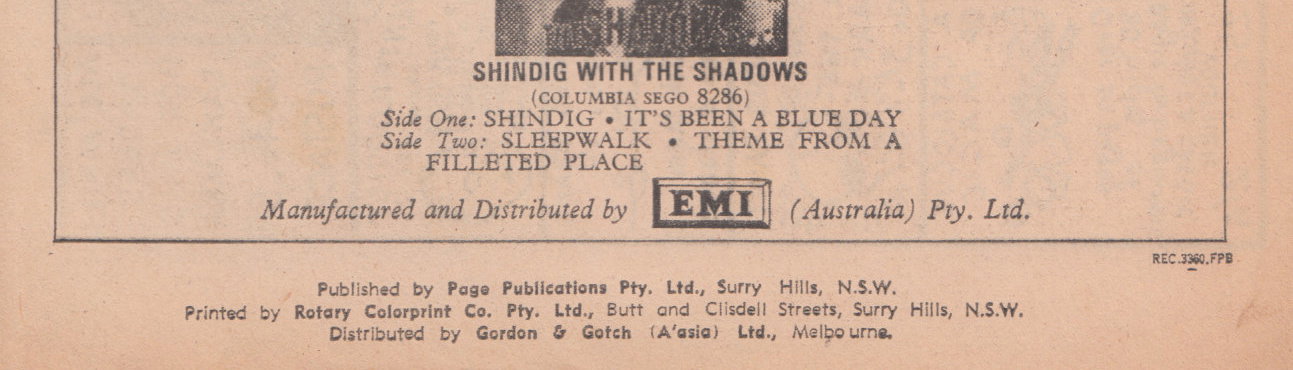 THE SHADOWS
SHINDIG WITH THE SHADOWS
(COLUMBIA SEGO 8286)
Side One: SHINDIG • IT'S BEEN A BLUE DAY
Side Two: SLEEPWALK • THEME FROM A
FILLETED PLACE
Manufactured and Distributed by EMI (Australia) Pty. Ltd.
REC.3360.FPB
Published by Page Publications Pty. Ltd., Surry Hills, N.S.W.
Printed by Rotary Colorprint Co. Pty. Ltd., Butt and Clisdell Streets, Surry Hills, N.S.W.
Distributed by Gordon & Gotch (A'asia) Ltd., Melbourne.